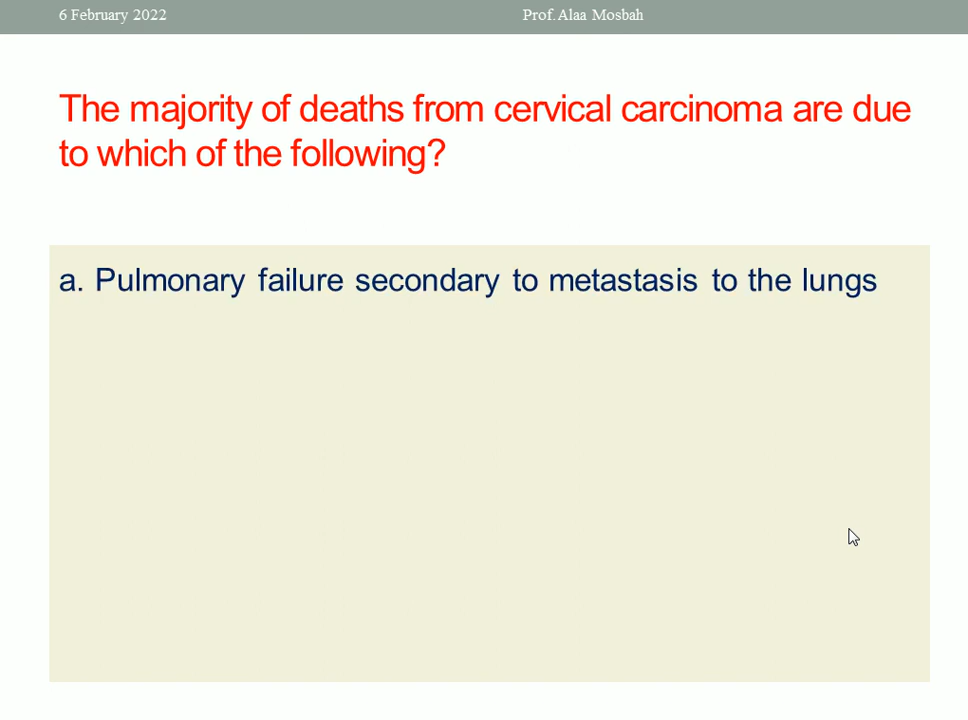 6 February 2022
Prof. Alaa Mosbah
The majority of deaths from cervical carcinoma are due
to which of the following?
a. Pulmonary failure secondary to metastasis to the lungs